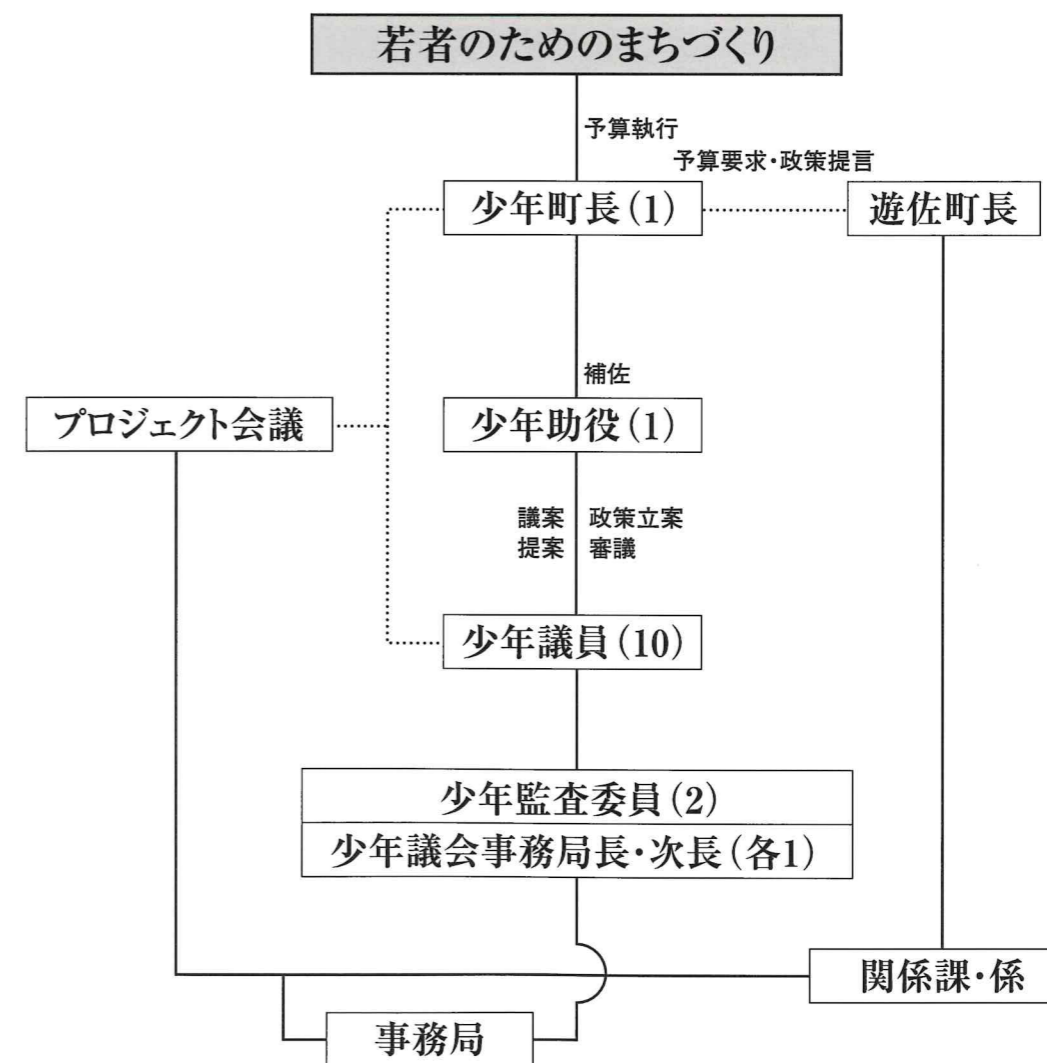 若者のためのまちづくり
予算執行
予算要求・政策提言
少年町長(1)
遊佐町長
補佐
プロジェクト会議
少年助役(1)
議案 政策立案
提案 審議
少年議員(10)
少年監査委員(2)
少年議会事務局長・次長(各1)
関係課・係
事務局